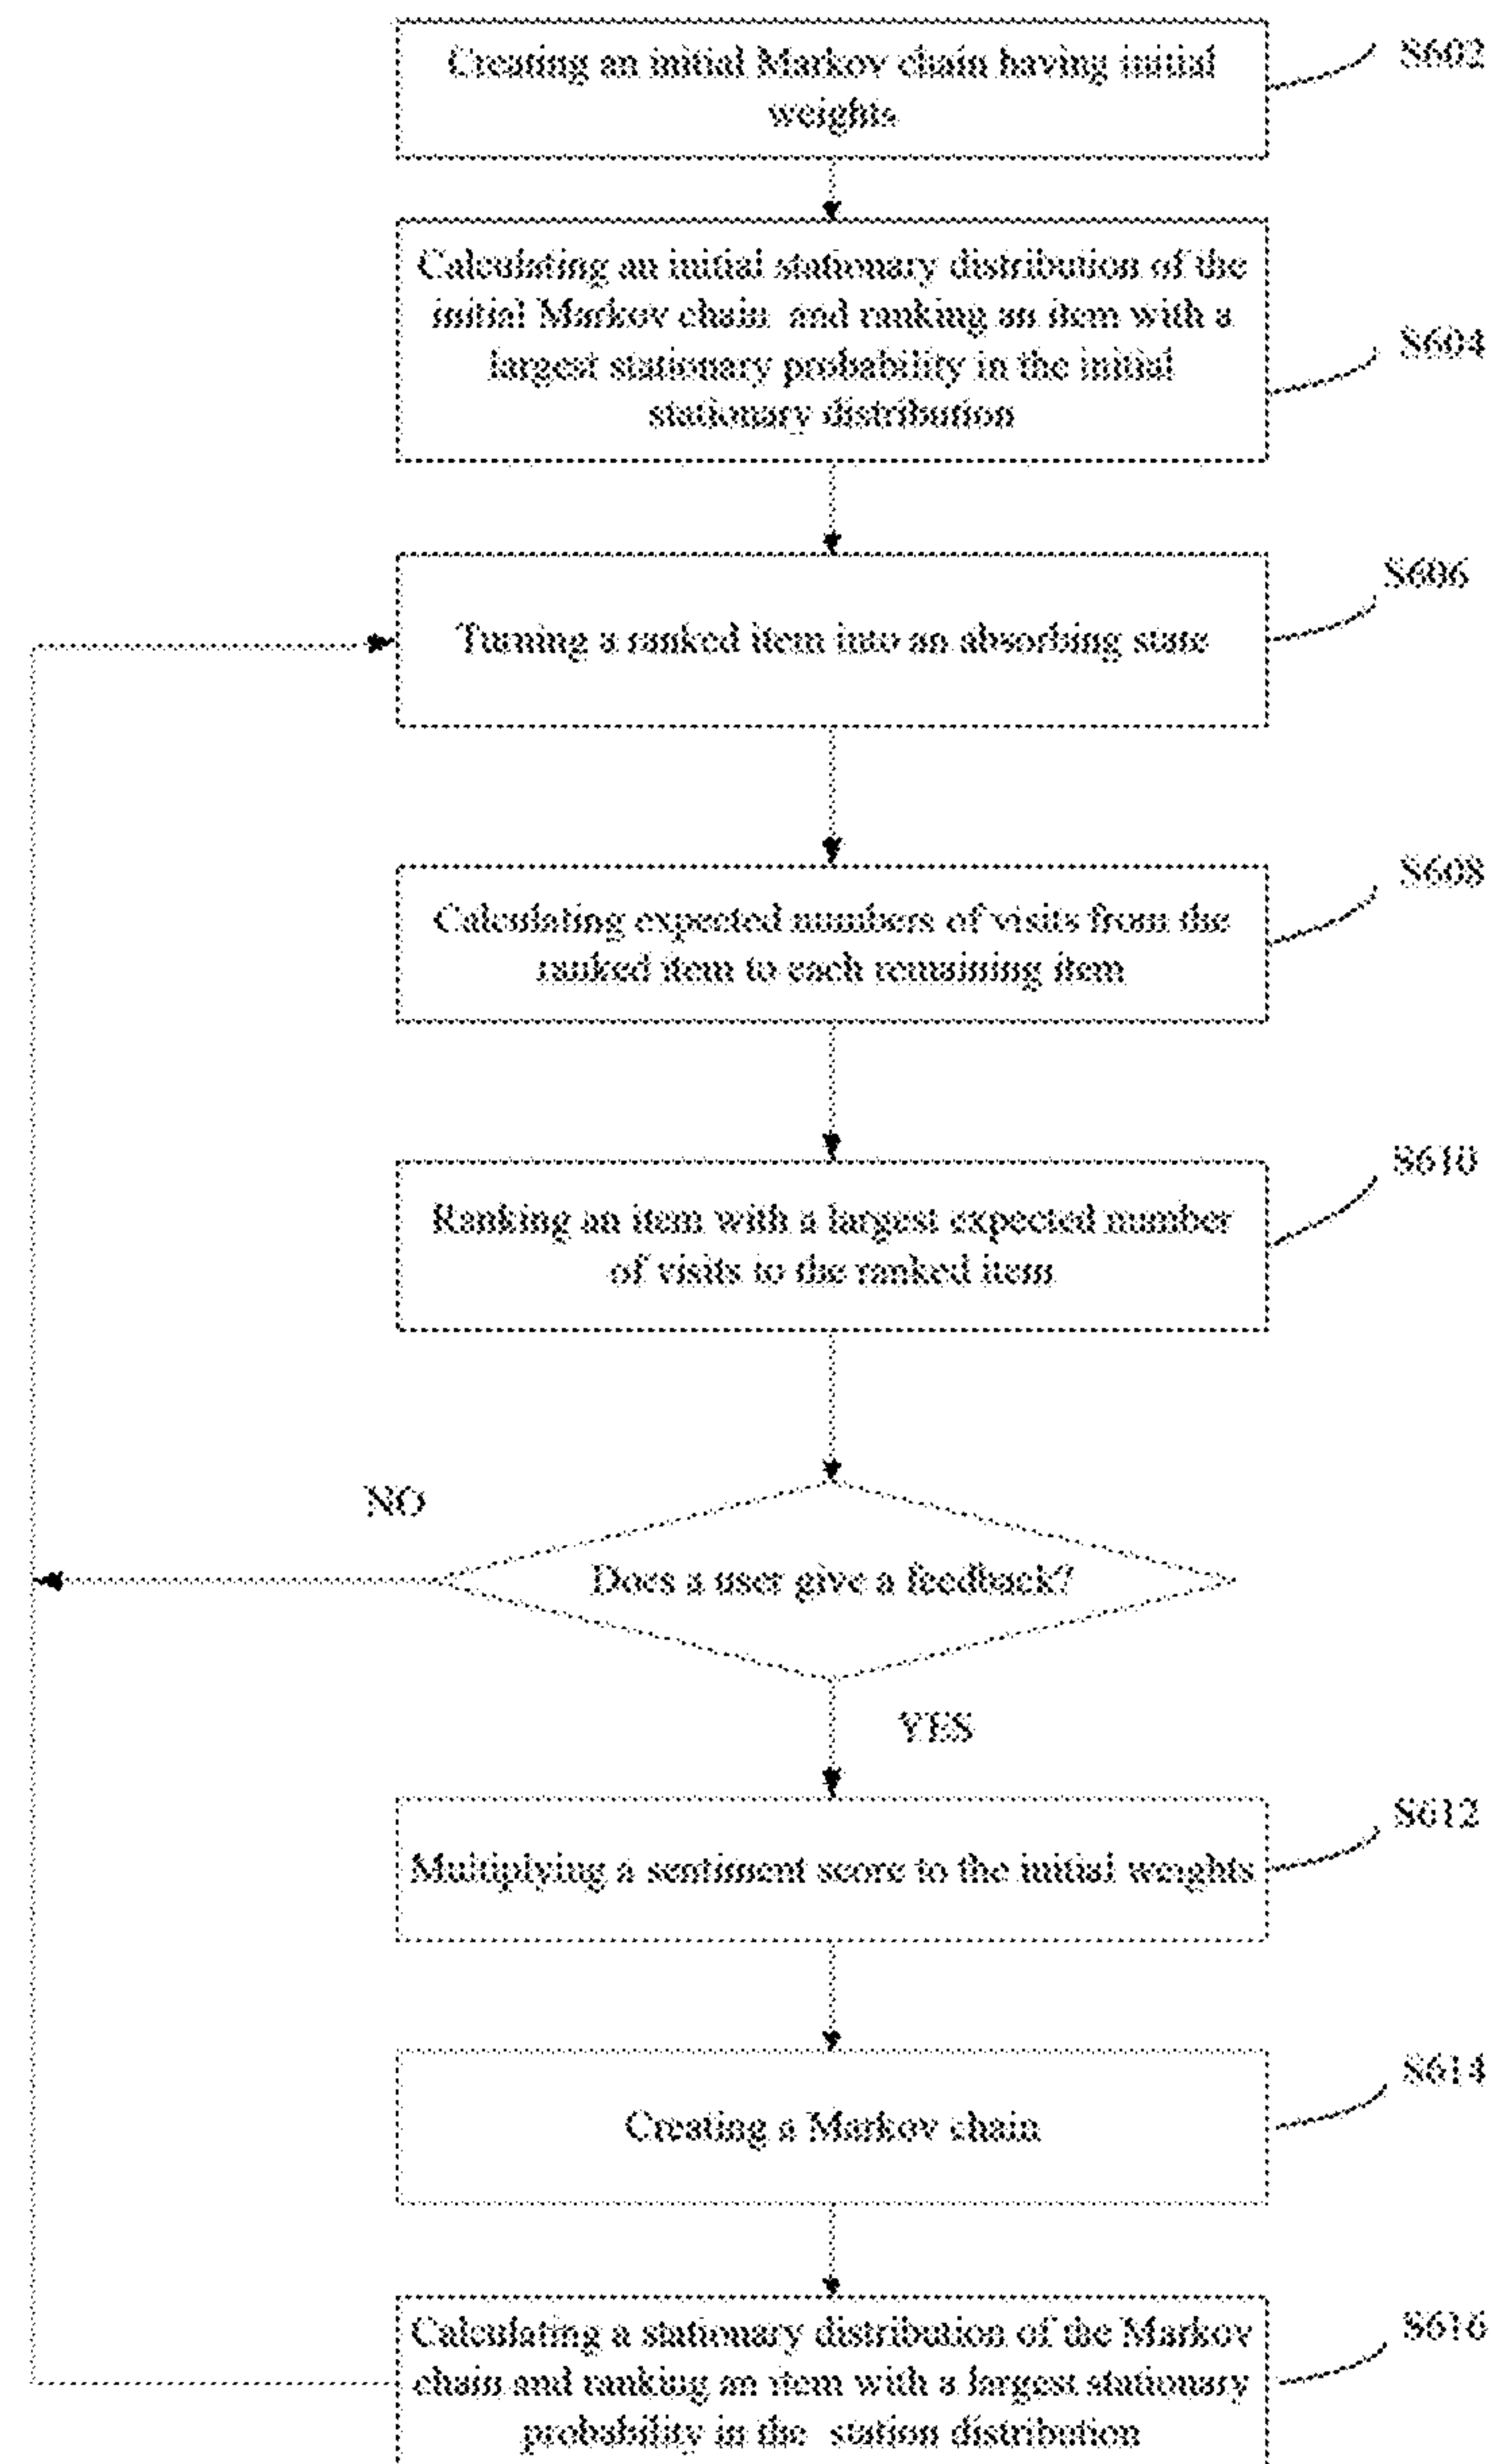 Creating an initial Markov chain having initial
weights
S602
Calculating an initial stationary distribution of the
initial Markov chain and ranking an item with a
largest stationary probability in the initial
stationary distribution
S604
Turning a ranked item into an absorbing state
S606
Calculating expected numbers of visits from the
ranked item to each remaining item
S608
Ranking an item with a largest expected number
of visits to the ranked item
S610
Does a user give a feedback?
NO
YES
Multiplying a sentiment score to the initial weights
S612
Creating a Markov chain
S614
Calculating a stationary distribution of the Markov
chain and ranking an item with a largest stationary
probability in the station distribution
S616